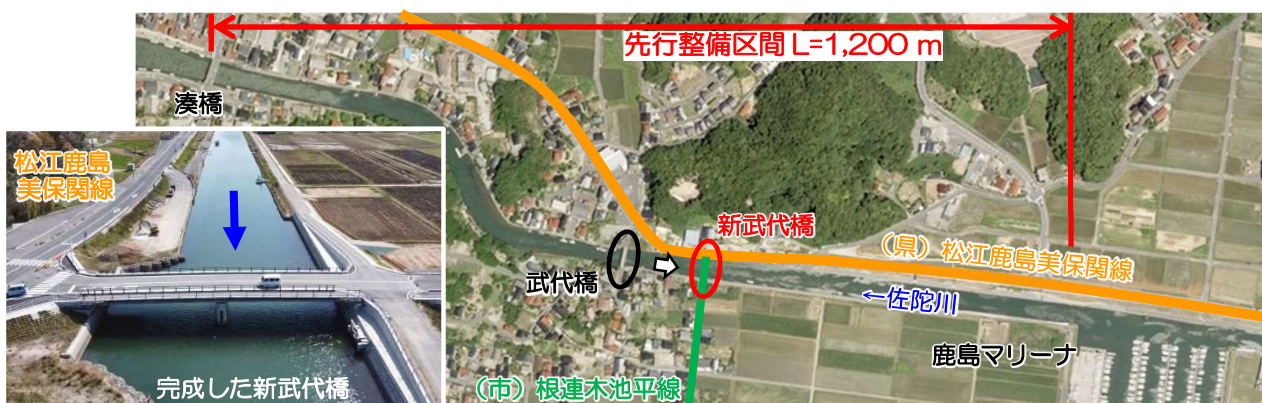 先行整備区間 L=1,200 m
湊橋
松江鹿島
美保関線
新武代橋
(県)松江鹿島美保関線
武代橋
←佐陀川
鹿島マリーナ
完成した新武代橋
(市)根連木池平線